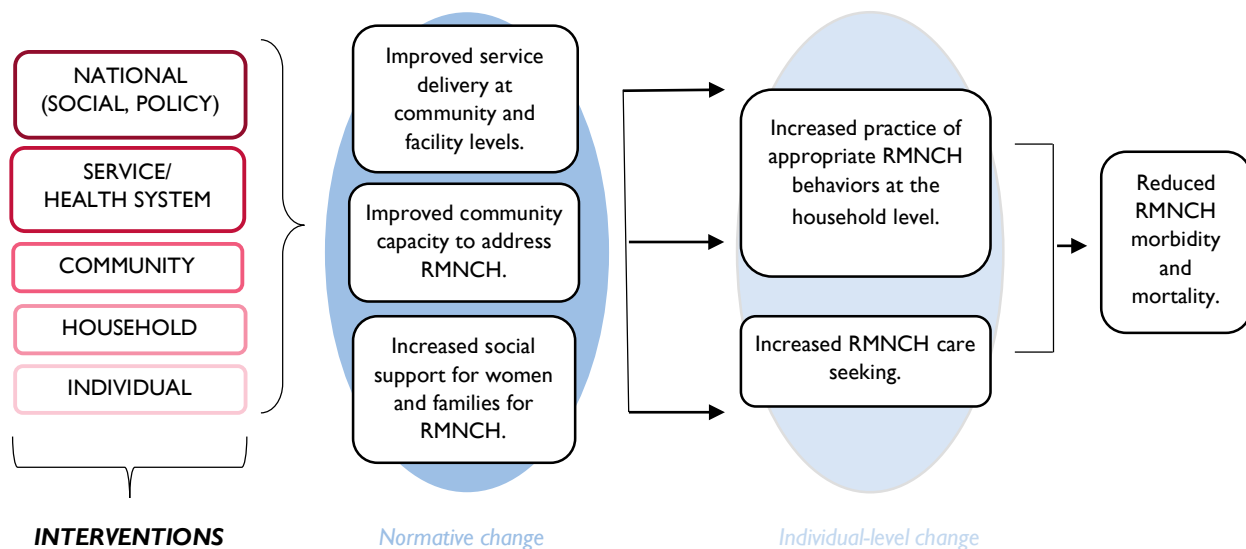 NATIONAL
(SOCIAL, POLICY)
SERVICE/
HEALTH SYSTEM
COMMUNITY
HOUSEHOLD
INDIVIDUAL
INTERVENTIONS
Improved service
delivery at
community and
facility levels.
Improved community
capacity to address
RMNCH.
Increased social
support for women
and families for
RMNCH.
Normative change
Increased practice of
appropriate RMNCH
behaviors at the
household level.
Increased RMNCH care
seeking.
Individual-level change
Reduced
RMNCH
morbidity
and
mortality.